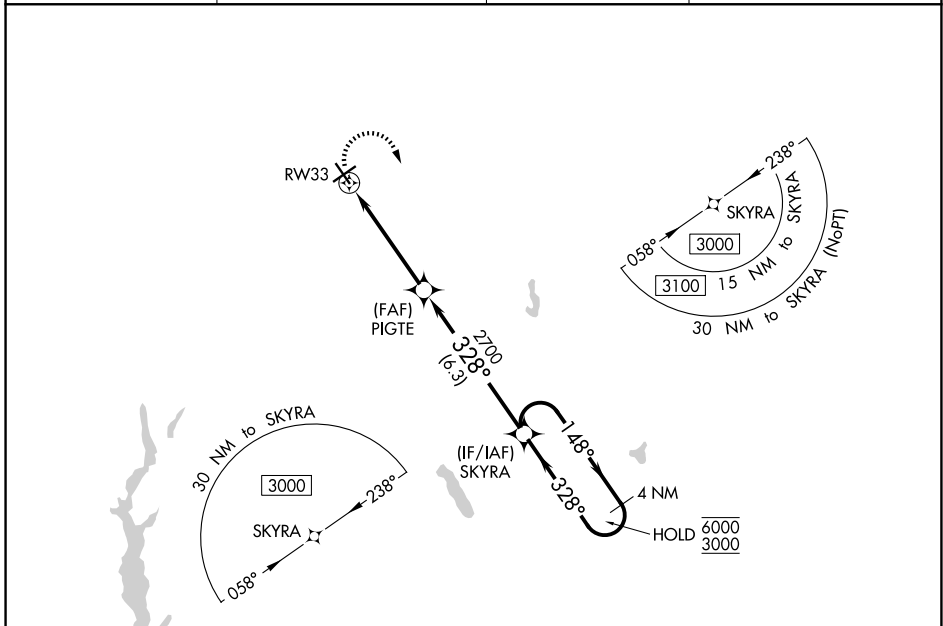 RW33
238°
SKYRA
058°
3000
15 NM to SKYRA
3100
30 NM to SKYRA (NoPT)
(FAF)
PIGTE
2700
328°
(6.3)
30 NM to SKYRA
3000
238°
SKYRA
058°
(IF/IAF)
SKYRA
148°
328°
4 NM
HOLD
6000
3000